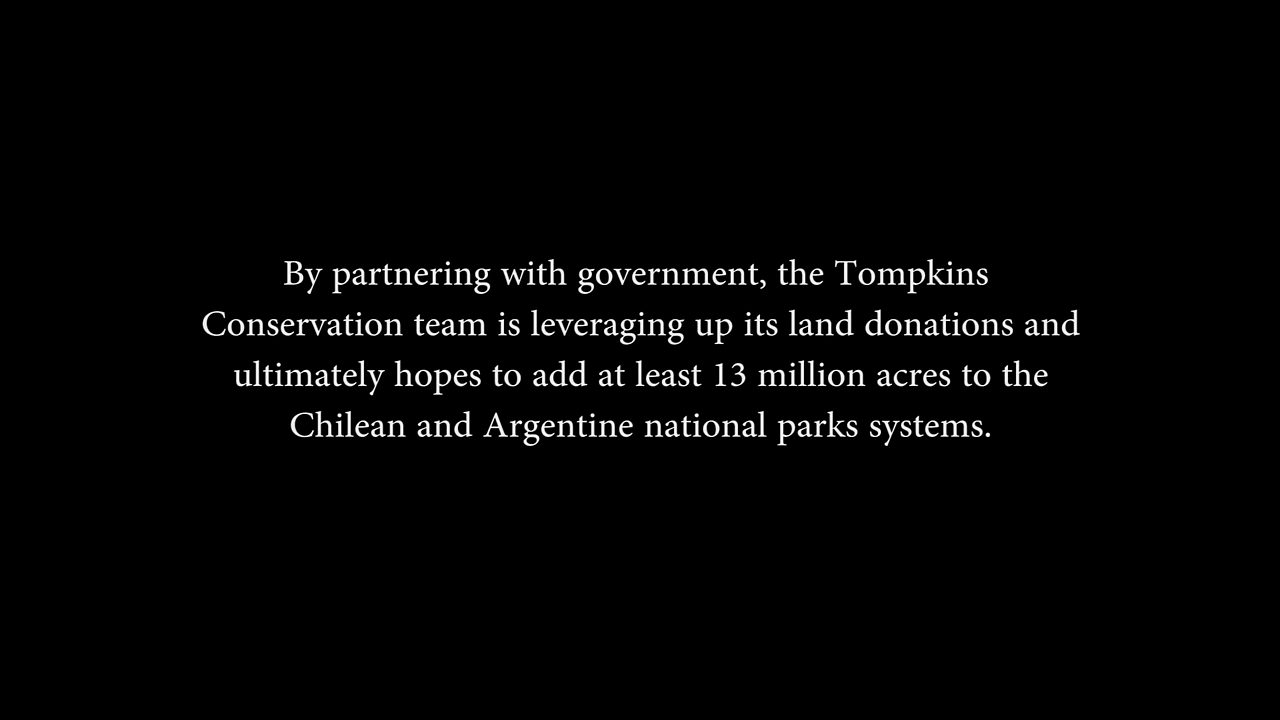 By partnering with government, the Tompkins
Conservation team is leveraging up its land donations and
ultimately hopes to add at least 13 million acres to the
Chilean and Argentine national parks systems.